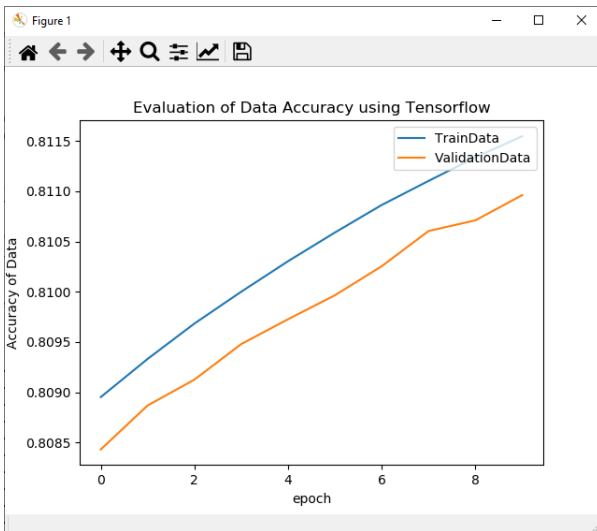 Figure 1
Evaluation of Data Accuracy using Tensorflow
TrainData
ValidationData
0.8115
0.8110
0.8105
0.8100
0.8095
0.8090
0.8085
Accuracy of Data
0 2 4 6 8
epoch